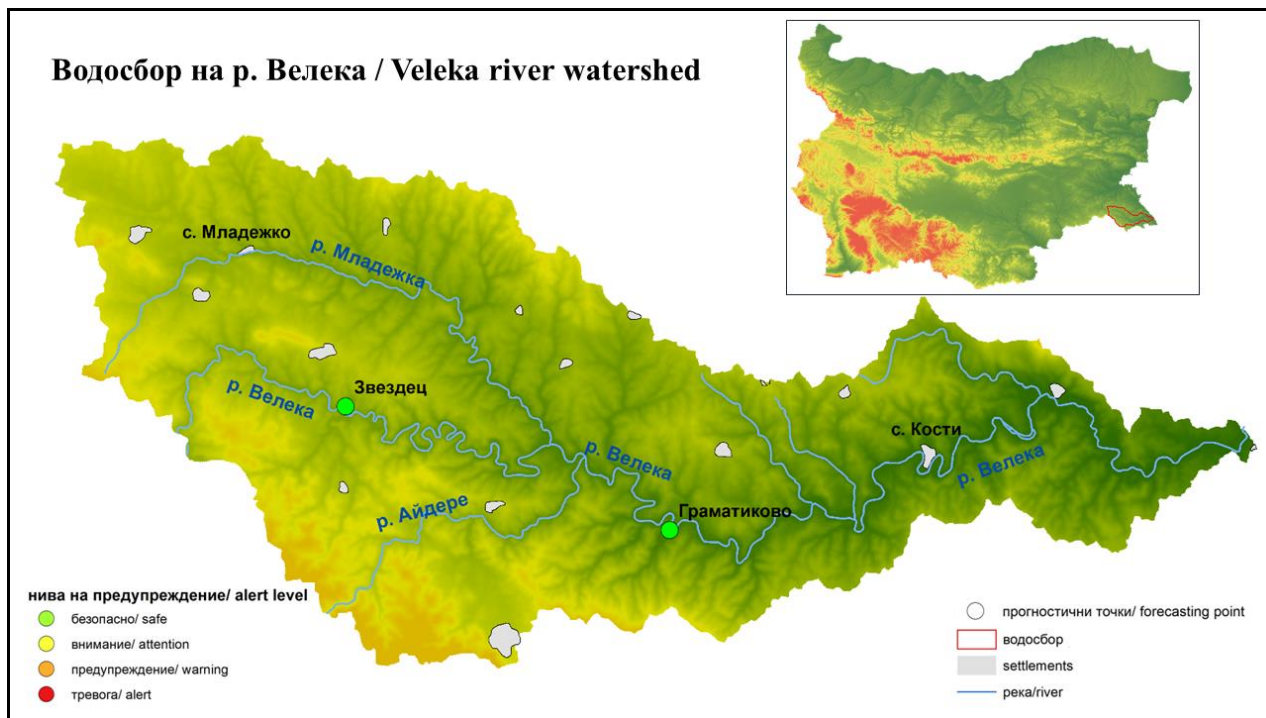 Водосбор на р. Велека / Veleka river watershed
с. Младежко
р. Младежка
Звездец
р. Велека
р. Велека
с. Кости
р. Велека
р. Айдере
Граматиково
нива на предупреждение/ alert level
безопасно/ safe
внимание/ attention
предупреждение/ warning
тревога/ alert
прогностични точки/ forecasting point
водосбор
settlements
река/river